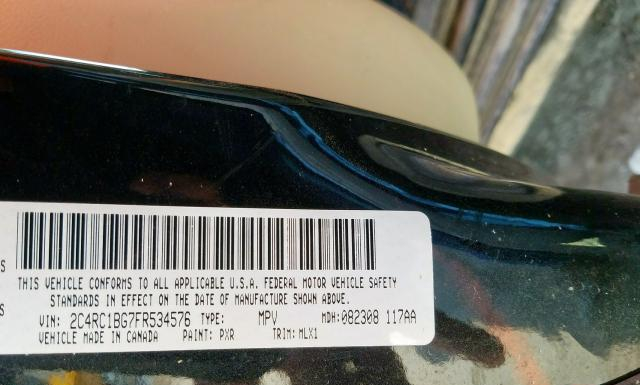 THIS VEHICLE CONFORMS TO ALL APPLICABLE U.S.A. FEDERAL MOTOR VEHICLE SAFETY
STANDARDS IN EFFECT ON THE DATE OF MANUFACTURE SHOWN ABOVE.
VIN: 2C4RC1BG7FR534576 TYPE: MPV MDH:082308 117AA
VEHICLE MADE IN CANADA PAINT: PXR TRIM: MLX1